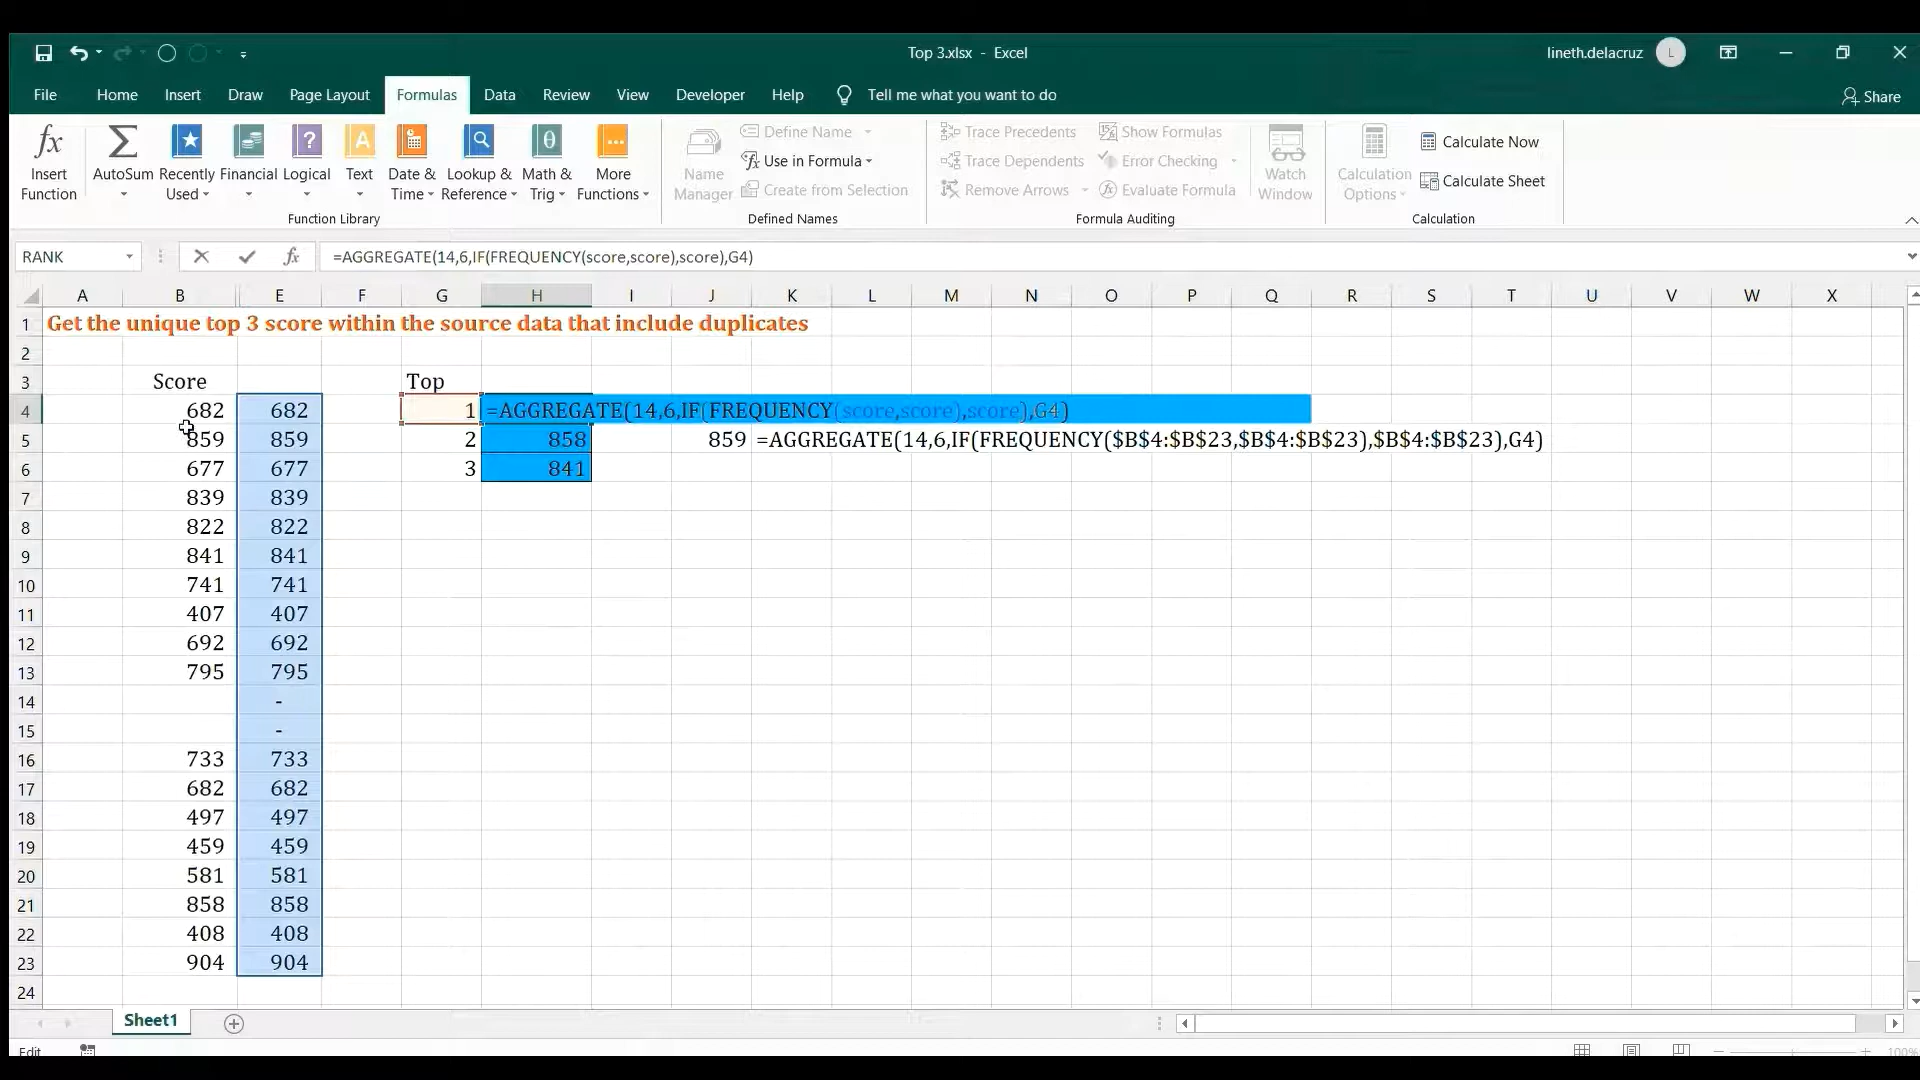 Top 3.xlsx - Excel
lineth.delacruz L
File Home Insert Draw Page Layout Formulas Data Review View Developer Help Tell me what you want to do Share
fx
Insert Function
AutoSum
Recently Used
Financial
Logical
Text
Date & Time
Lookup & Reference
Math & Trig
More Functions
Function Library
Name Manager
Define Name
Use in Formula
Create from Selection
Defined Names
Trace Precedents
Trace Dependents
Remove Arrows
Show Formulas
Error Checking
Evaluate Formula
Formula Auditing
Watch Window
Calculation Options
Calculate Now
Calculate Sheet
Calculation
RANK fx =AGGREGATE(14,6,IF(FREQUENCY(score,score),score),G4)
A B E F G H I J K L M N O P Q R S T U V W X
1 Get the unique top 3 score within the source data that include duplicates
2
3 Score Top
4 682 682 1 =AGGREGATE(14,6,IF(FREQUENCY(score,score),score),G4)
5 859 859 2 858 859 =AGGREGATE(14,6,IF(FREQUENCY($B$4:$B$23,$B$4:$B$23),$B$4:$B$23),G4)
6 677 677 3 841
7 839 839
8 822 822
9 841 841
10 741 741
11 407 407
12 692 692
13 795 795
14 -
15 -
16 733 733
17 682 682
18 497 497
19 459 459
20 581 581
21 858 858
22 408 408
23 904 904
24
Sheet1
Edit 100%